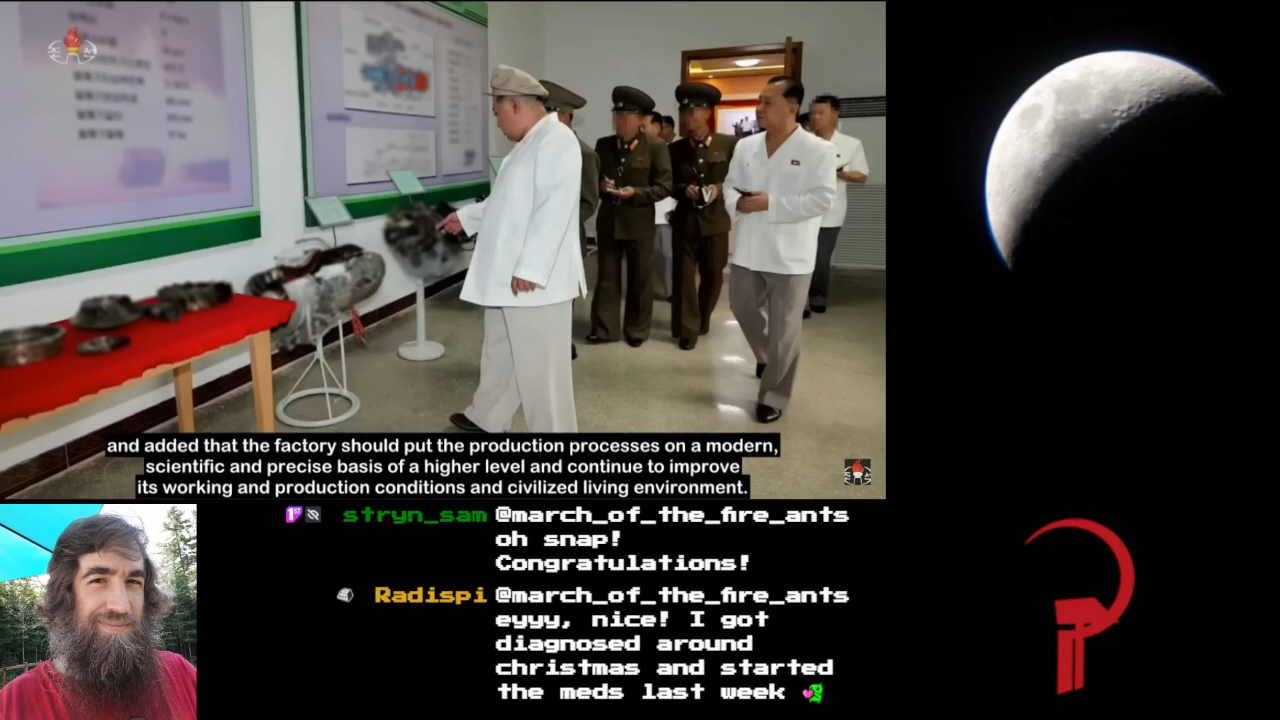 조선
and added that the factory should put the production processes on a modern,
scientific and precise basis of a higher level and continue to improve
its working and production conditions and civilized living environment.
stryn_sam @march_of_the_fire_ants
oh snap!
Congratulations!
Radispi @march_of_the_fire_ants
eyyy, nice! I got
diagnosed around
christmas and started
the meds last week